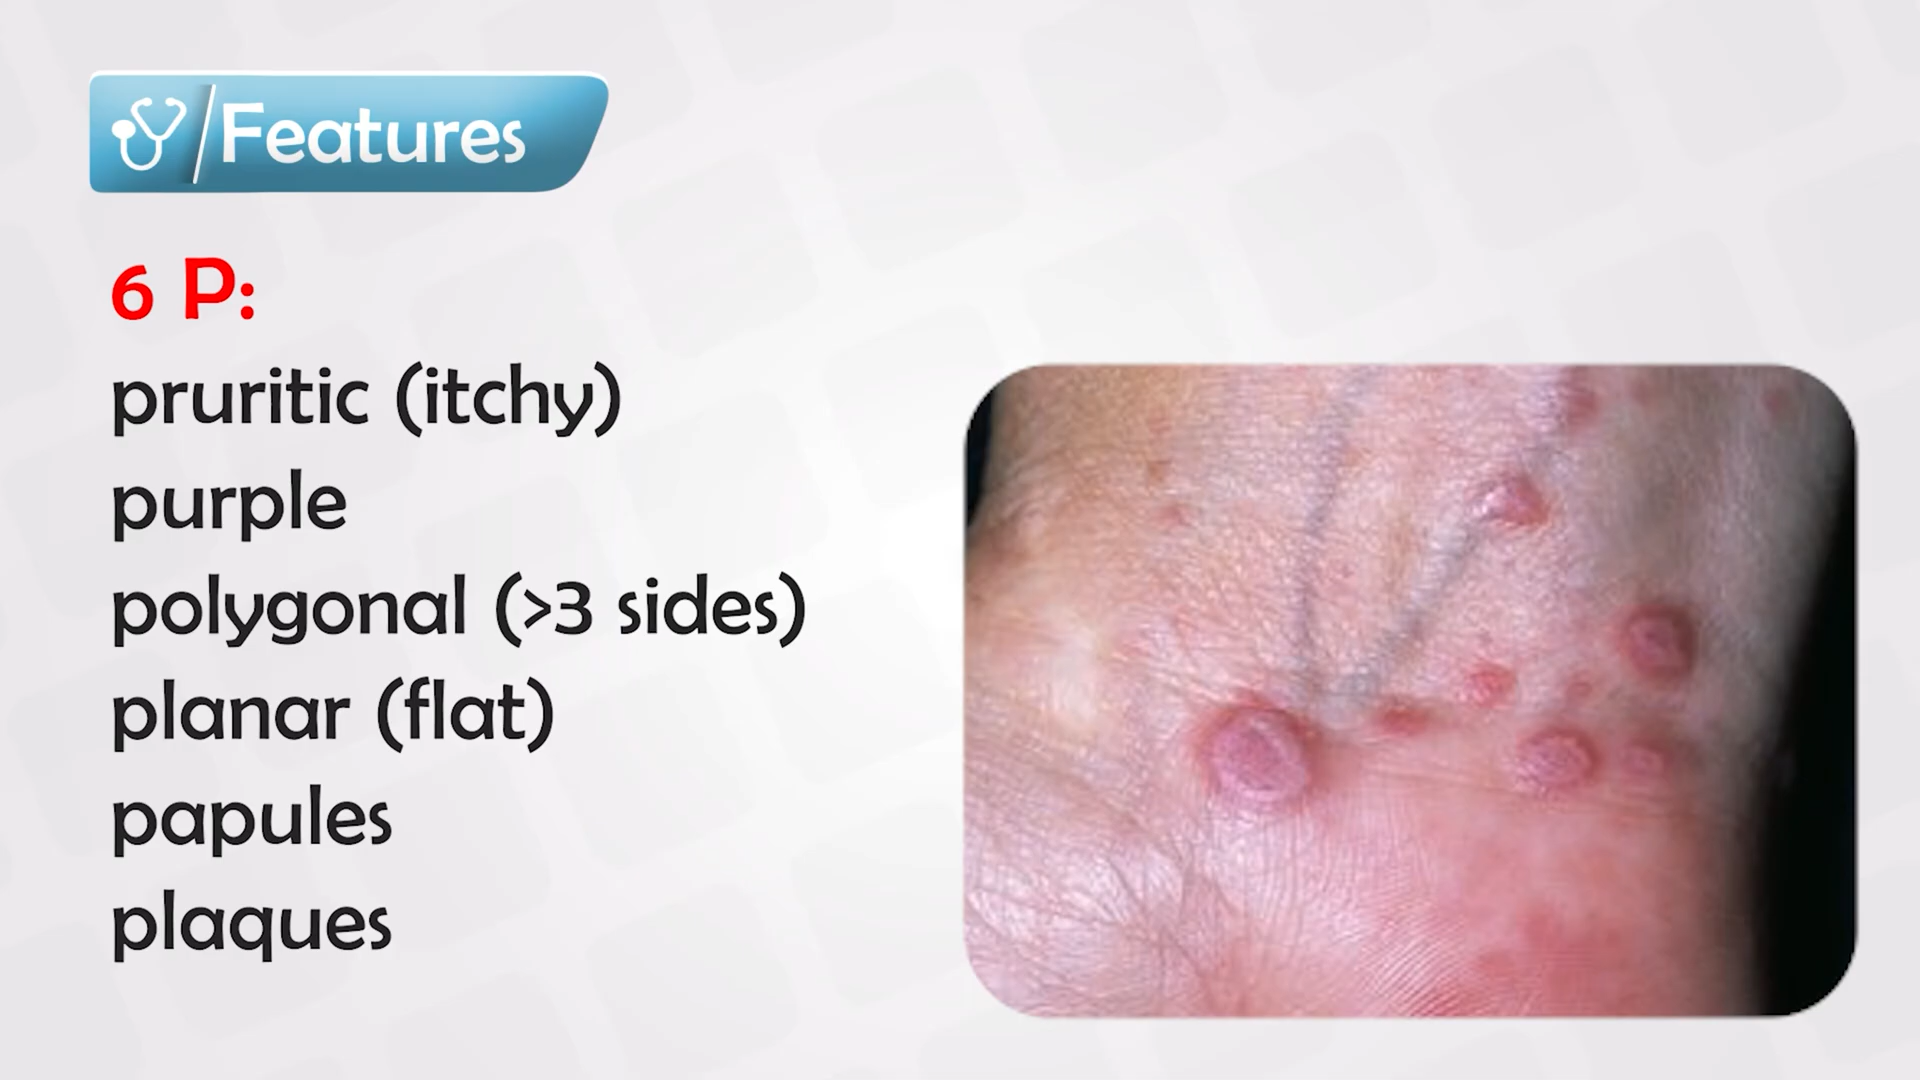 Features
6 P:
pruritic (itchy)
purple
polygonal (>3 sides)
planar (flat)
papules
plaques